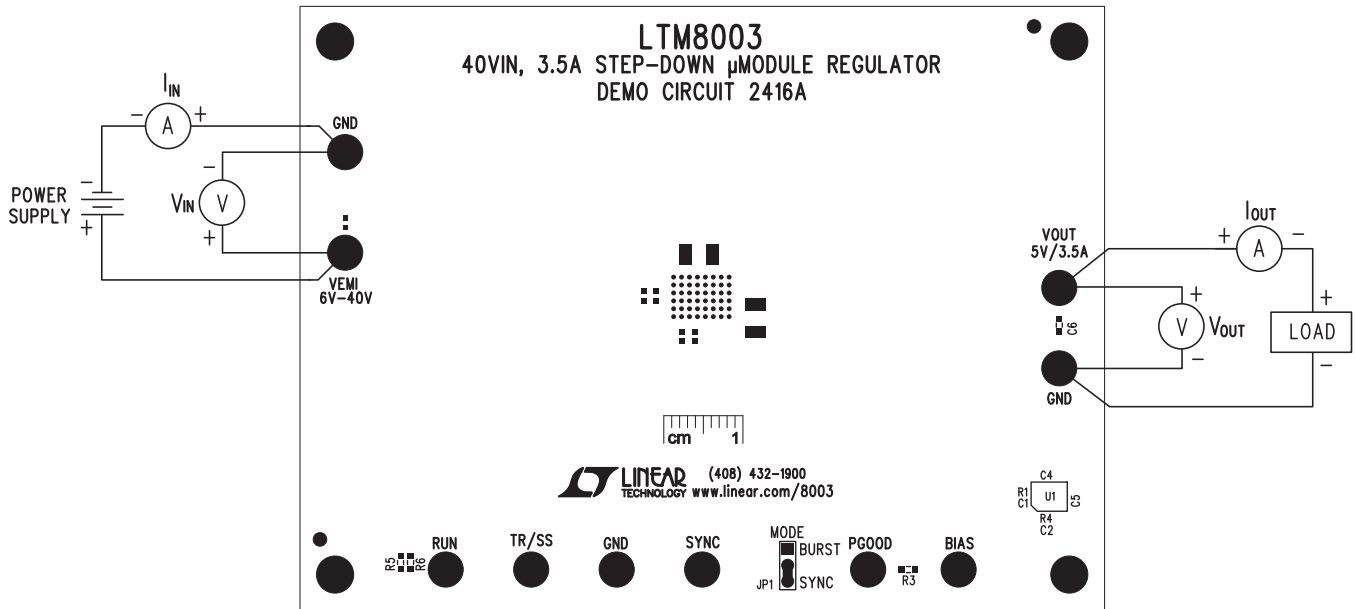 LTM8003
40VIN, 3.5A STEP-DOWN µMODULE REGULATOR
DEMO CIRCUIT 2416A
IIN
- +
A
GND
-
POWER
SUPPLY
-
+
VIN
V
+
VEMI
6V-40V
VOUT
5V/3.5A
IOUT
+ -
A
+
V
VOUT
-
+
LOAD
-
C6
GND
cm 1
LINEAR
TECHNOLOGY
(408) 432-1900
www.linear.com/8003
C4
R1
C1
U1
C5
R4
C2
R5
R6
RUN
TR/SS
GND
SYNC
MODE
BURST
JP1
SYNC
PGOOD
R3
BIAS